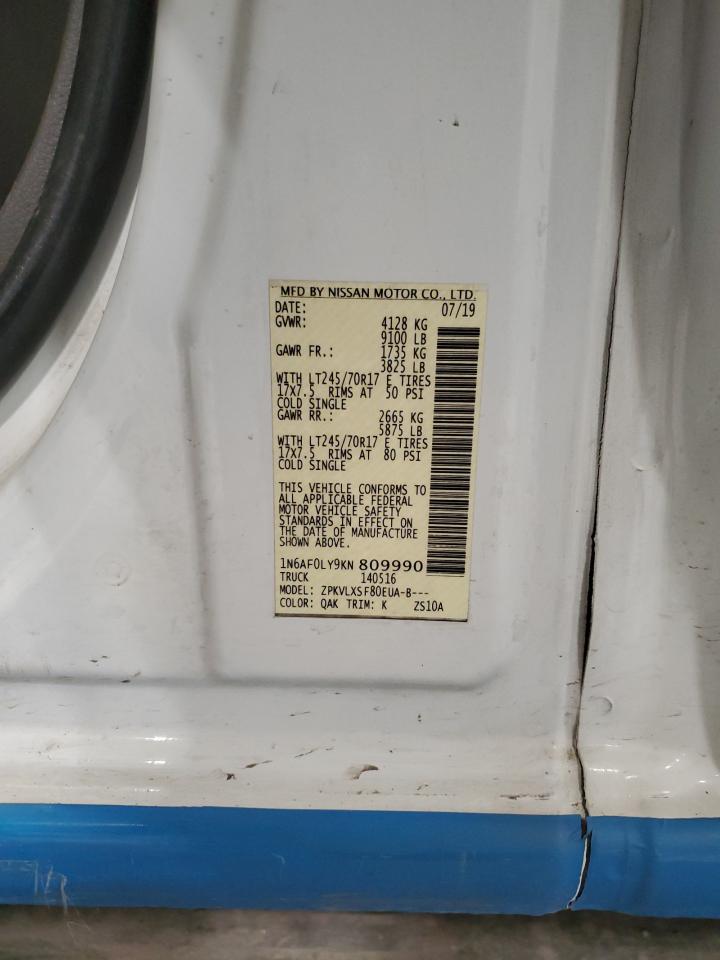 MFD BY NISSAN MOTOR CO., LTD.
DATE: 07/19
GVWR: 4128 KG
9100 LB
GAWR FR.: 1735 KG
3825 LB
WITH LT245/70R17 E TIRES
17X7.5 RIMS AT 50 PSI
COLD SINGLE
GAWR RR.: 2665 KG
5875 LB
WITH LT245/70R17 E TIRES
17X7.5 RIMS AT 80 PSI
COLD SINGLE
THIS VEHICLE CONFORMS TO
ALL APPLICABLE FEDERAL
MOTOR VEHICLE SAFETY
STANDARDS IN EFFECT ON
THE DATE OF MANUFACTURE
SHOWN ABOVE.
1N6AF0LY9KN 809990
TRUCK 140516
MODEL: ZPKVLXSF80EUA-B---
COLOR: QAK TRIM: K ZS10A